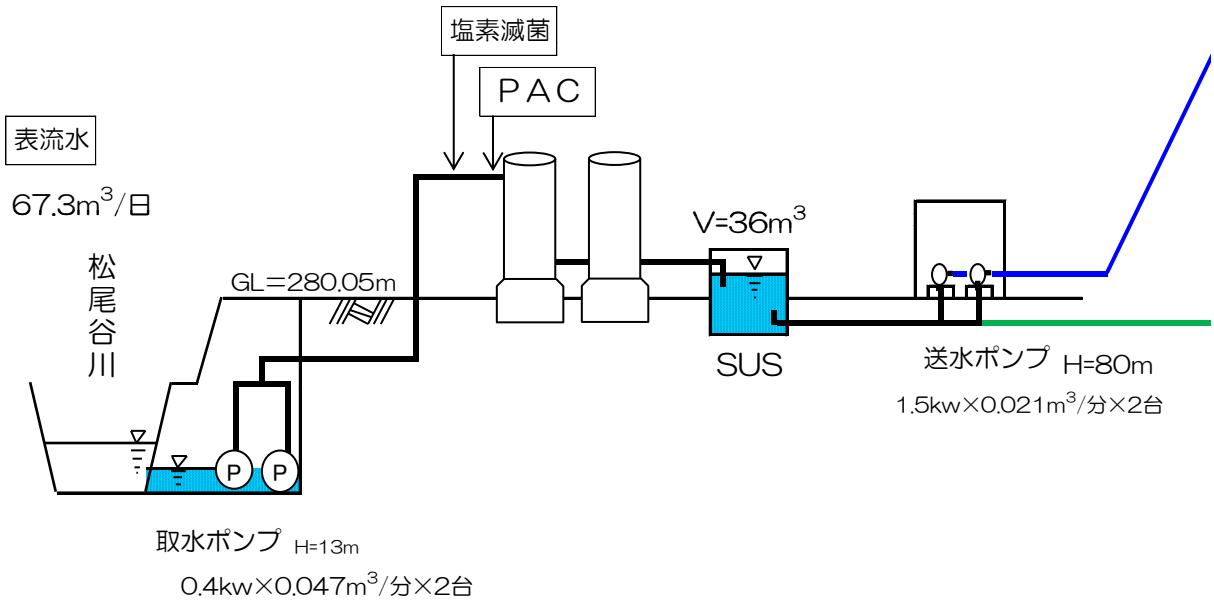 塩素滅菌
PAC
表流水
67.3m³/日
松尾谷川
GL=280.05m
V=36m³
SUS
送水ポンプ H=80m
1.5kw×0.021m³/分×2台
P P
取水ポンプ H=13m
0.4kw×0.047m³/分×2台